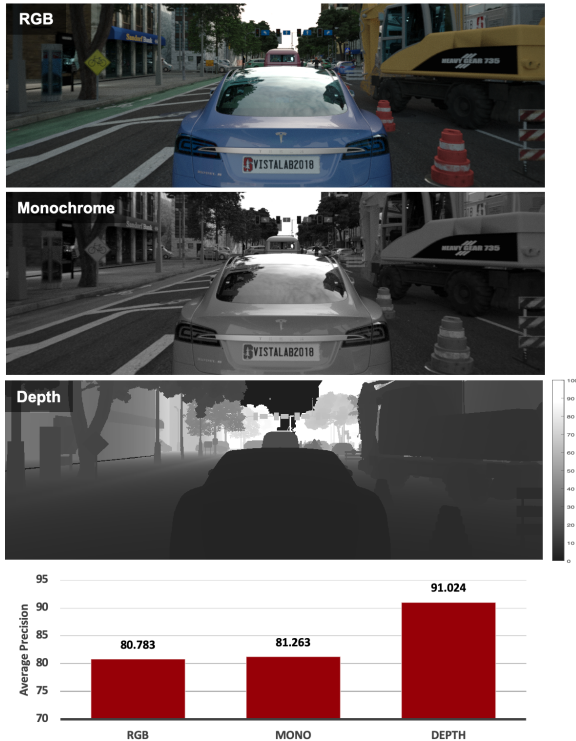 RGB
HEAVY GEAR 735
VISTALAB2018
Monochrome
HEAVY GEAR 735
VISTALAB2018
Depth
100
90
80
70
60
50
40
30
20
10
0
95
90
85
80
75
70
Average Precision
80.783
81.263
91.024
RGB
MONO
DEPTH